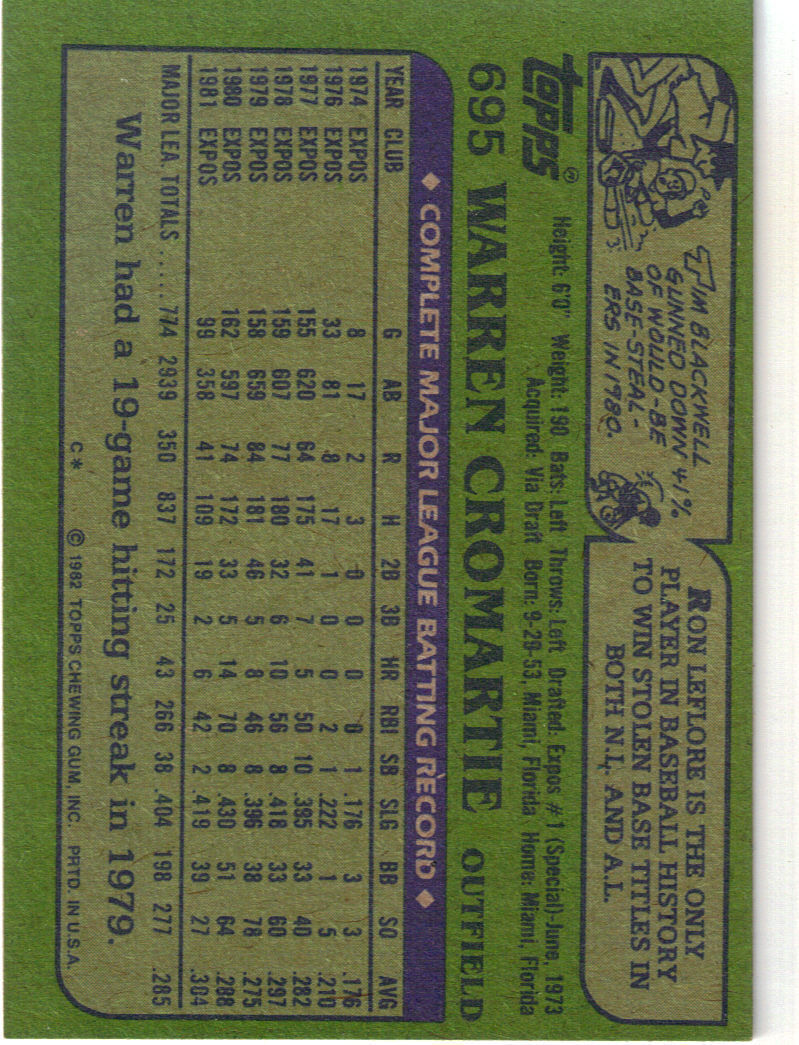 TIM BLACKWELL
GUNNED DOWN 41%
OF WOULD-BE
BASE-STEAL-
ERS IN 1980.
RON LEFLORE IS THE ONLY
PLAYER IN BASEBALL HISTORY
TO WIN STOLEN BASE TITLES IN
BOTH N.L. AND A.L.
topps®
Height: 6'0" Weight: 190 Bats: Left Throws: Left Drafted: Expos #1 (Special)-June, 1973
Acquired: Via Draft Born: 9-29-53, Miami, Florida Home: Miami, Florida
695 WARREN CROMARTIE OUTFIELD
◆ COMPLETE MAJOR LEAGUE BATTING RECORD ◆
YEAR CLUB G AB R H 2B 3B HR RBI SB SLG BB SO AVG
1974 EXPOS 8 17 2 3 0 0 0 0 1 .176 3 3 .176
1976 EXPOS 33 81 8 17 1 0 0 2 1 .222 1 5 .210
1977 EXPOS 155 620 64 175 41 7 5 50 10 .395 33 40 .282
1978 EXPOS 159 607 77 180 32 6 10 56 8 .418 33 60 .297
1979 EXPOS 158 659 84 181 46 5 8 46 8 .396 38 78 .275
1980 EXPOS 162 597 74 172 33 5 14 70 8 .430 51 64 .288
1981 EXPOS 99 358 41 109 19 2 6 42 2 .419 39 27 .304
MAJOR LEA. TOTALS ..... 774 2939 350 837 172 25 43 266 38 .404 198 277 .285
Warren had a 19-game hitting streak in 1979.
C* © 1982 TOPPS CHEWING GUM, INC. PRTD. IN U.S.A.